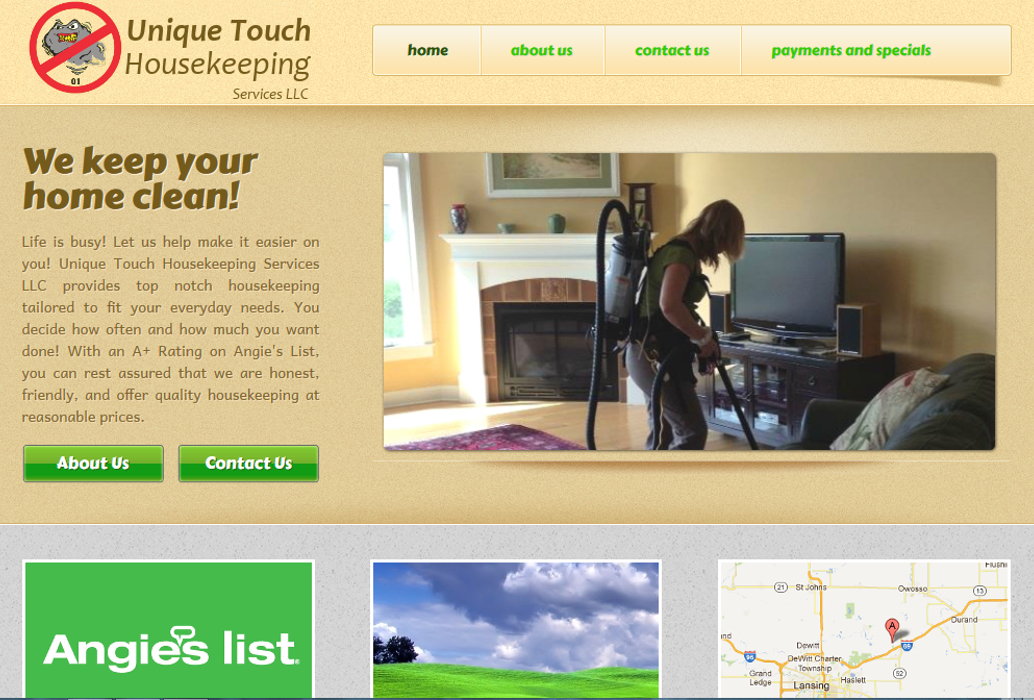 Unique Touch
Housekeeping
Services LLC
01
home
about us
contact us
payments and specials
We keep your
home clean!
Life is busy! Let us help make it easier on
you! Unique Touch Housekeeping Services
LLC provides top notch housekeeping
tailored to fit your everyday needs. You
decide how often and how much you want
done! With an A+ Rating on Angie's List,
you can rest assured that we are honest,
friendly, and offer quality housekeeping at
reasonable prices.
About Us
Contact Us
Angie's list
21
St Johns
Owosso
13
Durand
A
69
96
Dewitt
DeWitt Charter
Township
Haslett
52
Grand
Ledge
Lansing